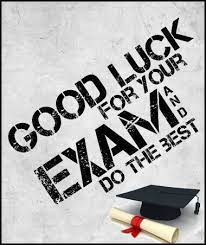 GOOD LUCK
FOR YOUR
EXAM AND
DO THE BEST